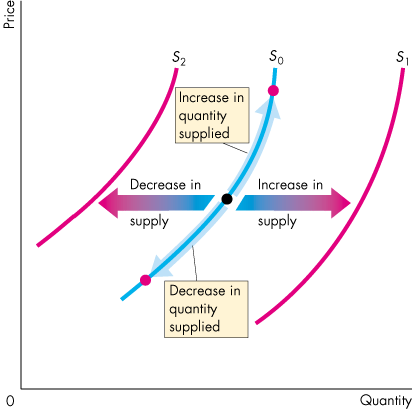 Price
S2
S0
S1
Increase in
quantity
supplied
Decrease in
supply
Increase in
supply
Decrease in
quantity
supplied
0
Quantity